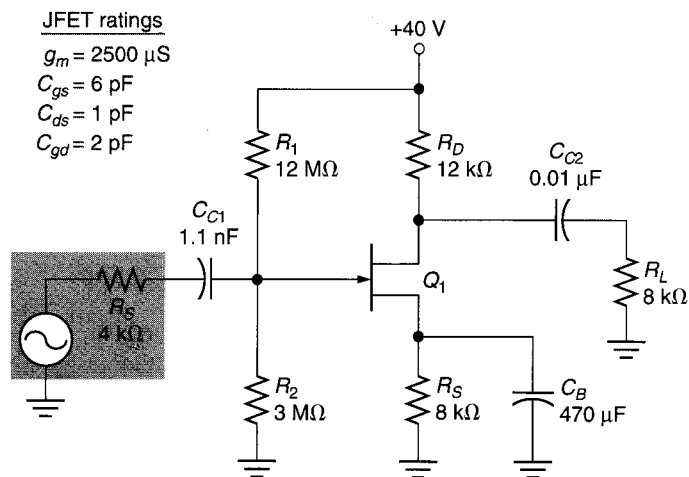 JFET ratings
gm = 2500 μS
Cgs = 6 pF
Cds = 1 pF
Cgd = 2 pF
+40 V
R1
12 MΩ
RD
12 kΩ
CC2
0.01 μF
CC1
1.1 nF
Q1
RL
8 kΩ
RS
4 kΩ
R2
3 MΩ
RS
8 kΩ
CB
470 μF